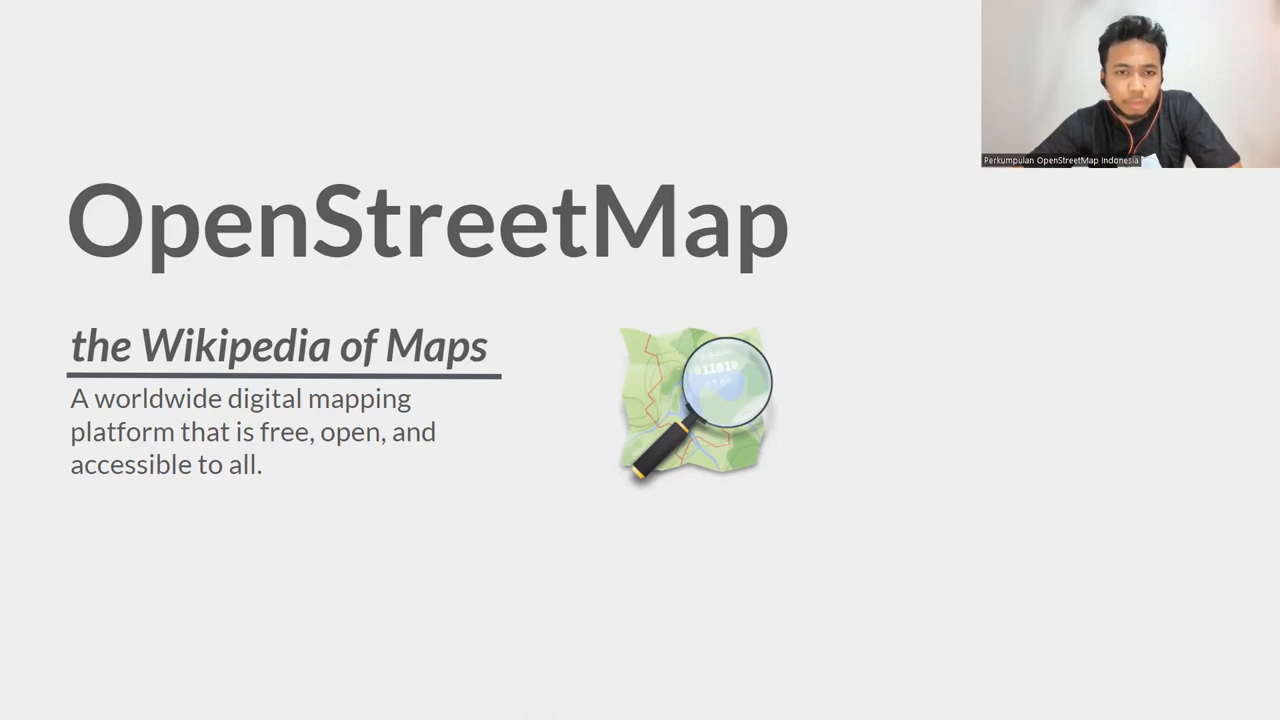 Perkumpulan OpenStreetMap Indonesia
OpenStreetMap
the Wikipedia of Maps
A worldwide digital mapping
platform that is free, open, and
accessible to all.
011010